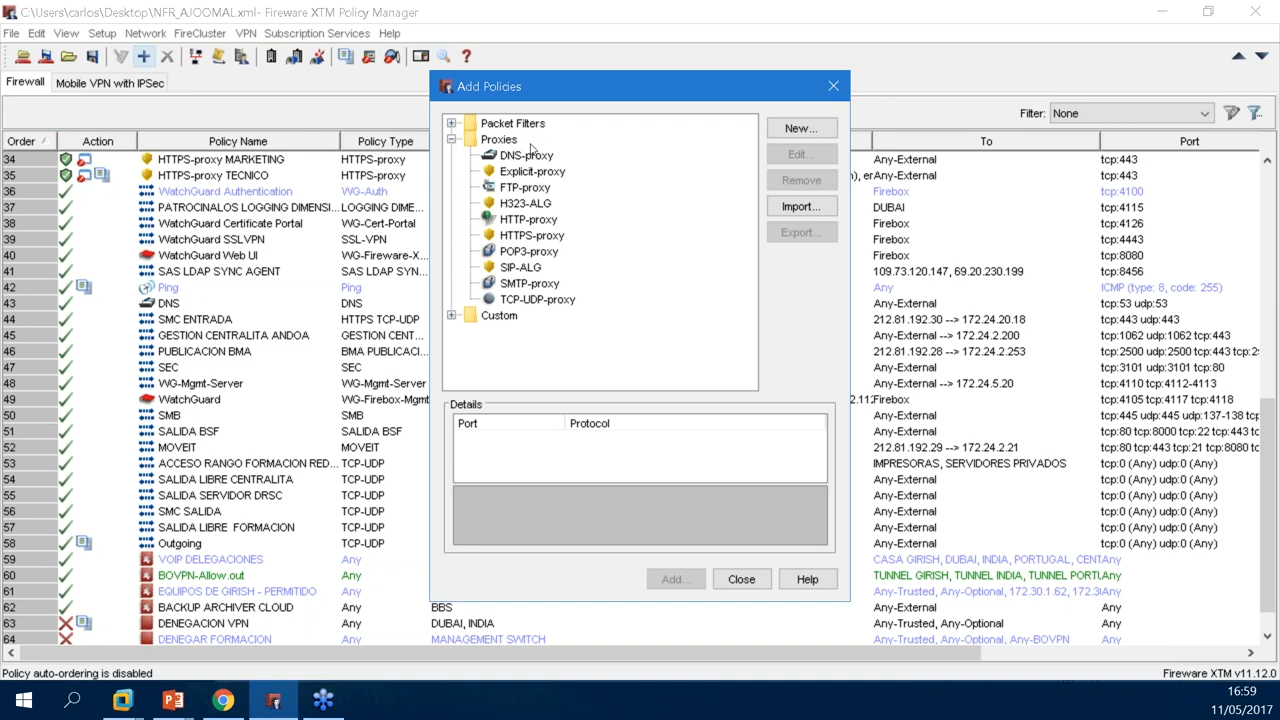 C:\Users\carlos\Desktop\NFR_AJOOMAL.xml- Fireware XTM Policy Manager
File Edit View Setup Network FireCluster VPN Subscription Services Help
Firewall Mobile VPN with IPSec
Filter: None
Order Action Policy Name Policy Type To Port
34 HTTPS-proxy MARKETING HTTPS-proxy Any-External tcp:443
35 HTTPS-proxy TECNICO HTTPS-proxy Any-External tcp:443
36 WatchGuard Authentication WG-Auth Firebox tcp:4100
37 PATROCINALOS LOGGING DIMENSI... LOGGING DIME... DUBAI tcp:4115
38 WatchGuard Certificate Portal WG-Cert-Portal Firebox tcp:4126
39 WatchGuard SSLVPN SSL-VPN Firebox tcp:4443
40 WatchGuard Web UI WG-Fireware-X... Firebox tcp:8080
41 SAS LDAP SYNC AGENT SAS LDAP SYN... 109.73.120.147, 69.20.230.199 tcp:8456
42 Ping Ping Any ICMP (type: 8, code: 255)
43 DNS DNS Any-External tcp:53 udp:53
44 SMC ENTRADA HTTPS TCP-UDP 212.81.192.30 --> 172.24.20.18 tcp:443 udp:443
45 GESTION CENTRALITA ANDOA GESTION CENT... Any-External --> 172.24.2.200 tcp:1062 udp:1062 tcp:443
46 PUBLICACION BMA BMA PUBLICACI... 212.81.192.28 --> 172.24.2.253 tcp:2500 udp:2500 tcp:443 tcp:2
47 SEC SEC Any-External tcp:3101 udp:3101 tcp:80
48 WG-Mgmt-Server WG-Mgmt-Server Any-External --> 172.24.5.20 tcp:4110 tcp:4112-4113
49 WatchGuard WG-Firebox-Mgmt Firebox tcp:4105 tcp:4117 tcp:4118
50 SMB SMB Any-External tcp:445 udp:445 udp:137-138 tcp
51 SALIDA BSF SALIDA BSF Any-External tcp:80 tcp:8000 tcp:22 tcp:443 tc
52 MOVEIT MOVEIT 212.81.192.29 --> 172.24.2.21 tcp:80 tcp:443 tcp:21 tcp:8080 tc
53 ACCESO RANGO FORMACION RED... TCP-UDP IMPRESORAS, SERVIDORES PRIVADOS tcp:0 (Any) udp:0 (Any)
54 SALIDA LIBRE CENTRALITA TCP-UDP Any-External tcp:0 (Any) udp:0 (Any)
55 SALIDA SERVIDOR DRSC TCP-UDP Any-External tcp:0 (Any) udp:0 (Any)
56 SMC SALIDA TCP-UDP Any-External tcp:0 (Any) udp:0 (Any)
57 SALIDA LIBRE FORMACION TCP-UDP Any-External tcp:0 (Any) udp:0 (Any)
58 Outgoing TCP-UDP Any-External tcp:0 (Any) udp:0 (Any)
59 VOIP DELEGACIONES Any CASA GIRISH, DUBAI, INDIA, PORTUGAL, CENT Any
60 BOVPN-Allow.out Any TUNNEL GIRISH, TUNNEL INDIA, TUNNEL PORTU Any
61 EQUIPOS DE GIRISH - PERMITIDO Any Any-Trusted, Any-Optional, 172.30.1.62, 172.3 Any
62 BACKUP ARCHIVER CLOUD Any BBS Any-External Any
63 DENEGACION VPN Any DUBAI, INDIA Any-Trusted, Any-Optional Any
64 DENEGAR FORMACION Any MANAGEMENT SWITCH Any-Trusted, Any-Optional, Any-BOVPN Any
Add Policies
Packet Filters
Proxies
DNS-proxy
Explicit-proxy
FTP-proxy
H323-ALG
HTTP-proxy
HTTPS-proxy
POP3-proxy
SIP-ALG
SMTP-proxy
TCP-UDP-proxy
Custom
New...
Edit...
Remove
Import...
Export...
Details
Port Protocol
Add... Close Help
Policy auto-ordering is disabled Fireware XTM v11.12.0
16:59
11/05/2017